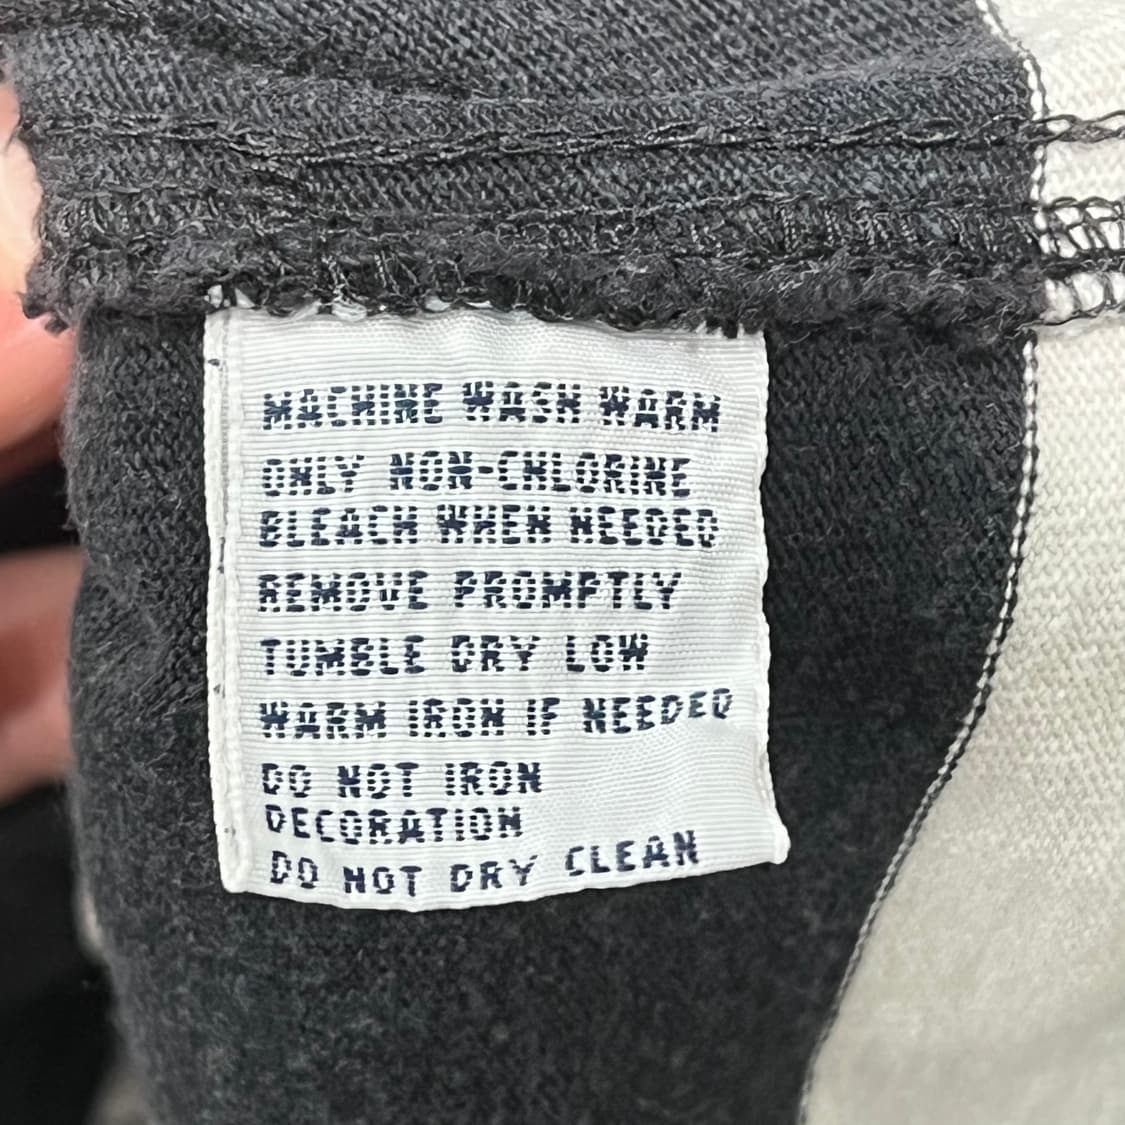 MACHINE WASH WARM
ONLY NON-CHLORINE
BLEACH WHEN NEEDED
REMOVE PROMPTLY
TUMBLE DRY LOW
WARM IRON IF NEEDED
DO NOT IRON
DECORATION
DO NOT DRY CLEAN